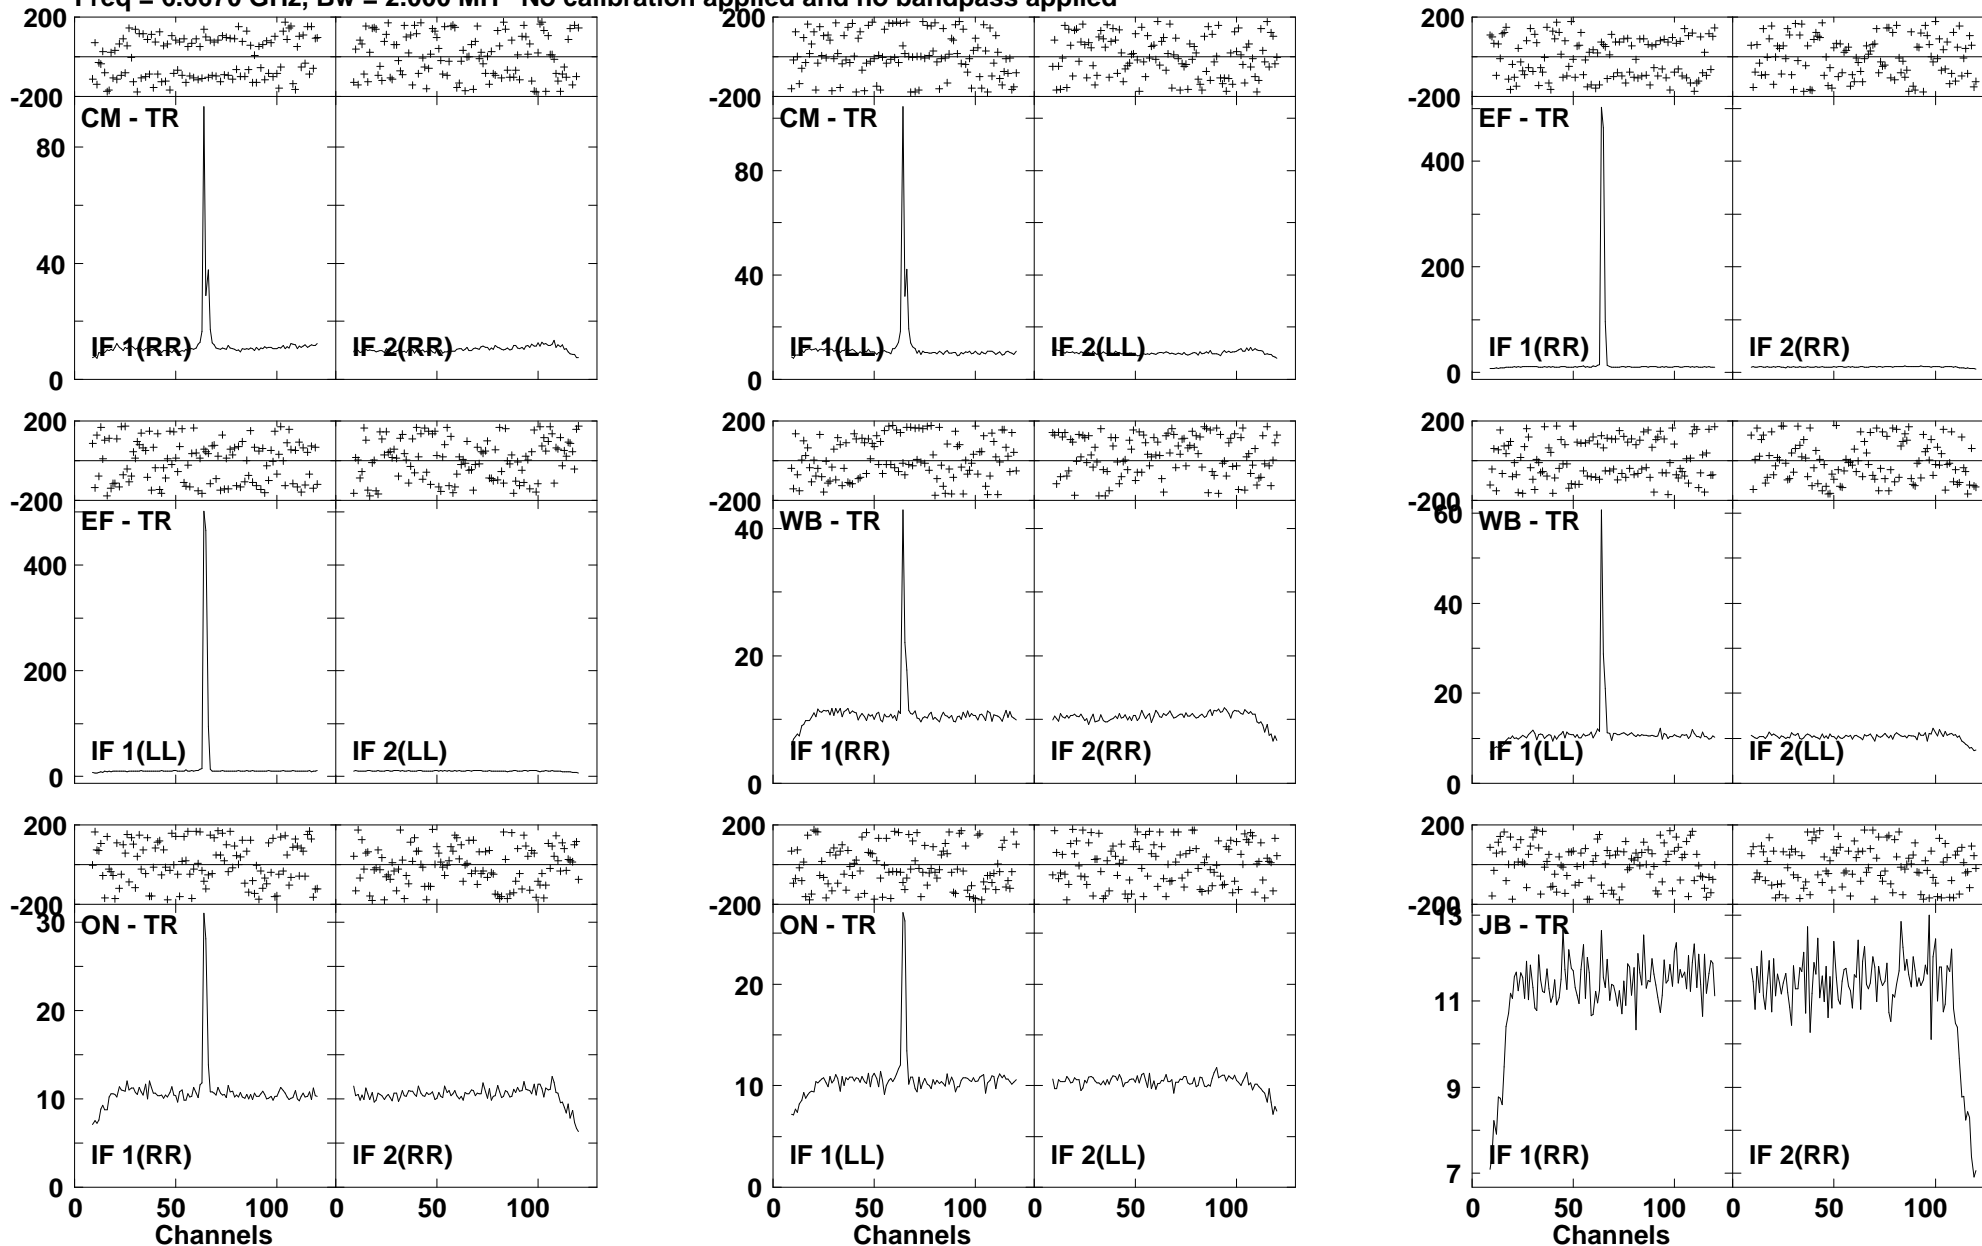 Freq = 6.6670 GHz, Bw = 2.000 MH No calibration applied and no bandpass applied
200
-200
CM - TR
80
40
0
IF 1(RR)
IF 2(RR)
200
-200
CM - TR
80
40
0
IF 1(LL)
IF 2(LL)
200
-200
EF - TR
400
200
0
IF 1(RR)
IF 2(RR)
200
-200
EF - TR
400
200
0
IF 1(LL)
IF 2(LL)
200
-200
WB - TR
40
20
0
IF 1(RR)
IF 2(RR)
200
-200
WB - TR
60
40
20
0
IF 1(LL)
IF 2(LL)
200
-200
ON - TR
30
20
10
0
IF 1(RR)
IF 2(RR)
0 50 100 0 50 100
Channels
200
-200
ON - TR
20
10
0
IF 1(LL)
IF 2(LL)
0 50 100 0 50 100
Channels
200
-200
JB - TR
13
11
9
7
IF 1(RR)
IF 2(RR)
0 50 100 0 50 100
Channels